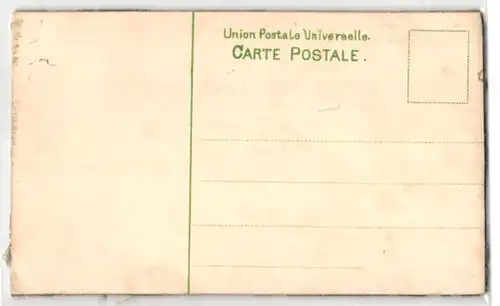 Union Postale Universelle.
CARTE POSTALE.